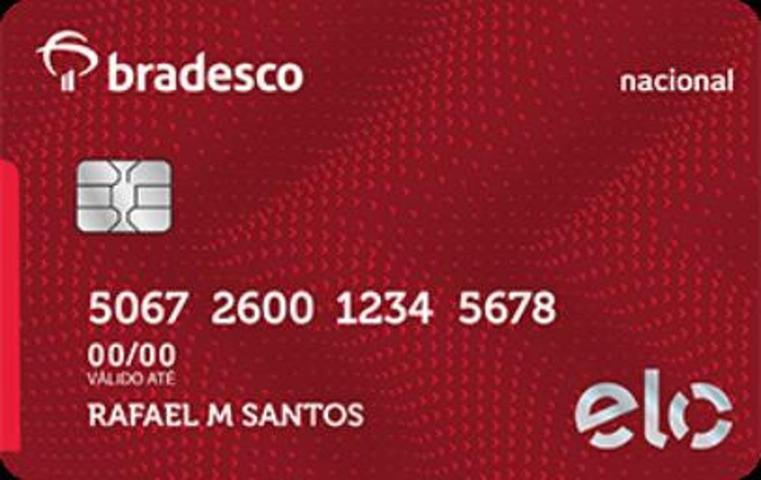 bradesco
nacional
5067 2600 1234 5678
00/00
VÁLIDO ATÉ
RAFAEL M SANTOS
elo